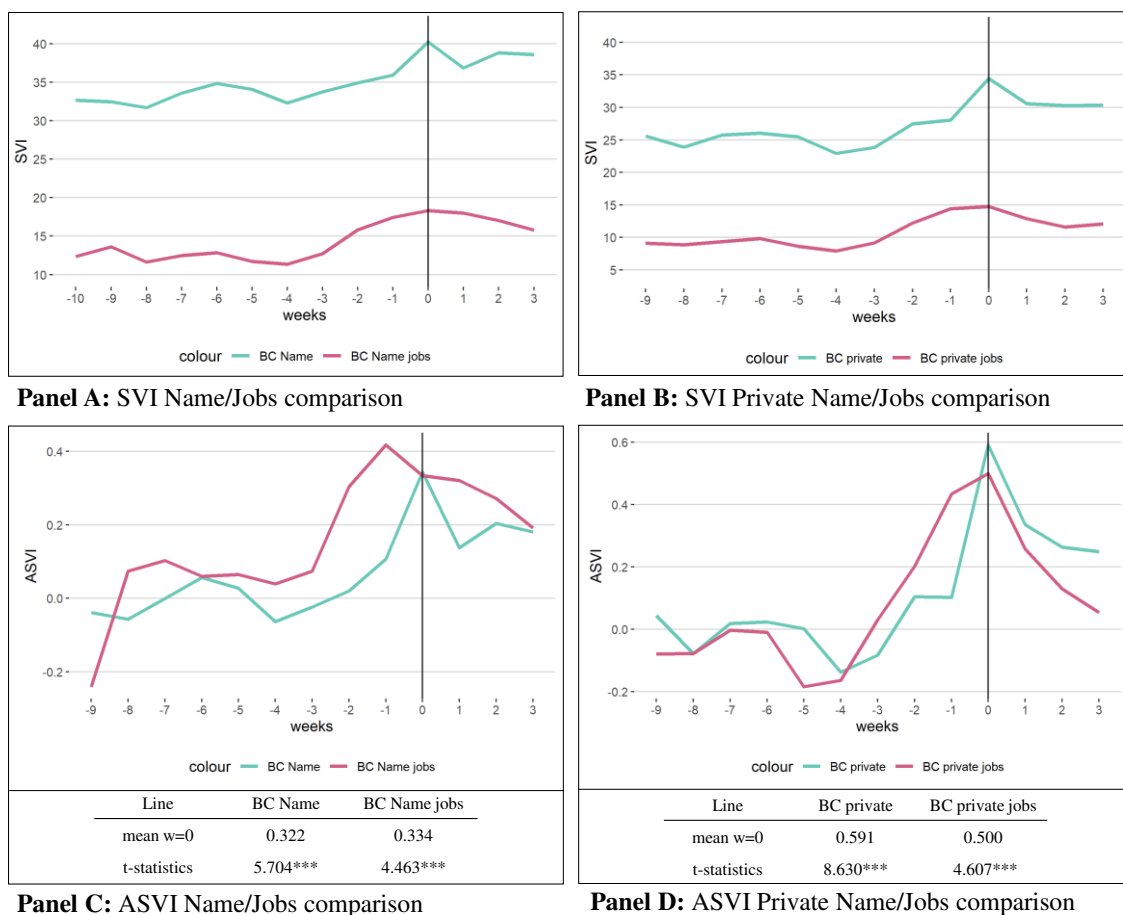 40
35
30
25
20
15
10
SVI
-10 -9 -8 -7 -6 -5 -4 -3 -2 -1 0 1 2 3
weeks
colour BC Name BC Name jobs
Panel A: SVI Name/Jobs comparison
40
35
30
25
20
15
10
5
SVI
-9 -8 -7 -6 -5 -4 -3 -2 -1 0 1 2 3
weeks
colour BC private BC private jobs
Panel B: SVI Private Name/Jobs comparison
0.4
0.2
0.0
-0.2
ASVI
-9 -8 -7 -6 -5 -4 -3 -2 -1 0 1 2 3
weeks
colour BC Name BC Name jobs
Line BC Name BC Name jobs
mean w=0 0.322 0.334
t-statistics 5.704*** 4.463***
Panel C: ASVI Name/Jobs comparison
0.6
0.4
0.2
0.0
-0.2
ASVI
-9 -8 -7 -6 -5 -4 -3 -2 -1 0 1 2 3
weeks
colour BC private BC private jobs
Line BC private BC private jobs
mean w=0 0.591 0.500
t-statistics 8.630*** 4.607***
Panel D: ASVI Private Name/Jobs comparison